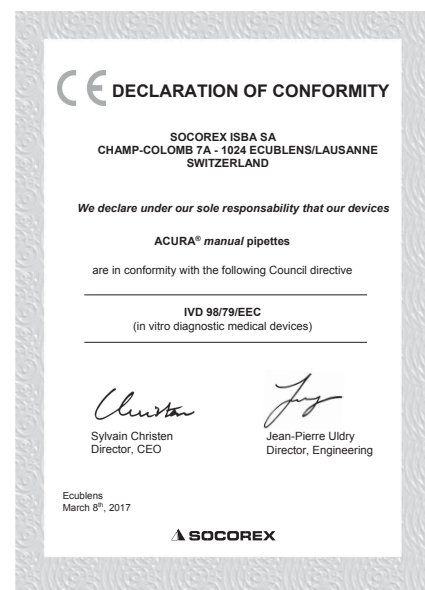 CE DECLARATION OF CONFORMITY
SOCOREX ISBA SA
CHAMP-COLOMB 7A - 1024 ECUBLENS/LAUSANNE
SWITZERLAND
We declare under our sole responsability that our devices
ACURA® manual pipettes
are in conformity with the following Council directive
IVD 98/79/EEC
(in vitro diagnostic medical devices)
Christen
Sylvain Christen
Director, CEO
Jean-Pierre Uldry
Director, Engineering
Ecublens
March 8th, 2017
SOCOREX